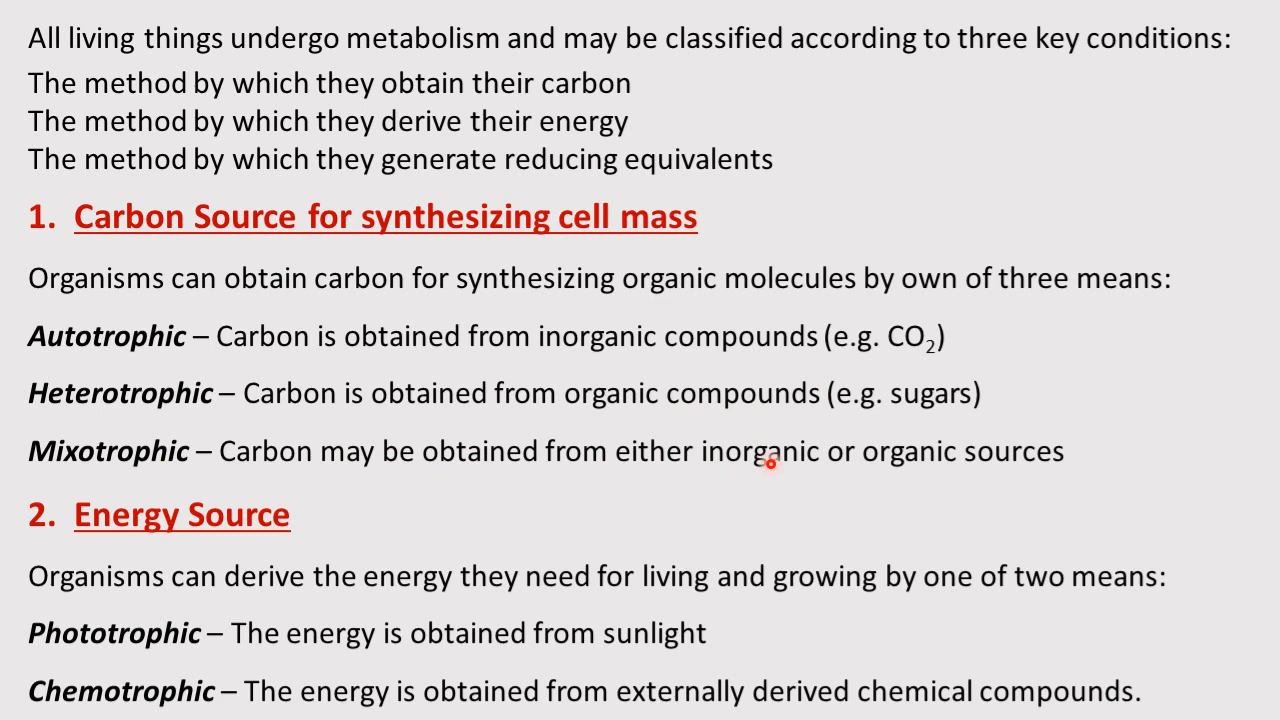 All living things undergo metabolism and may be classified according to three key conditions:
The method by which they obtain their carbon
The method by which they derive their energy
The method by which they generate reducing equivalents
1. Carbon Source for synthesizing cell mass
Organisms can obtain carbon for synthesizing organic molecules by own of three means:
Autotrophic – Carbon is obtained from inorganic compounds (e.g. CO₂)
Heterotrophic – Carbon is obtained from organic compounds (e.g. sugars)
Mixotrophic – Carbon may be obtained from either inorganic or organic sources
2. Energy Source
Organisms can derive the energy they need for living and growing by one of two means:
Phototrophic – The energy is obtained from sunlight
Chemotrophic – The energy is obtained from externally derived chemical compounds.